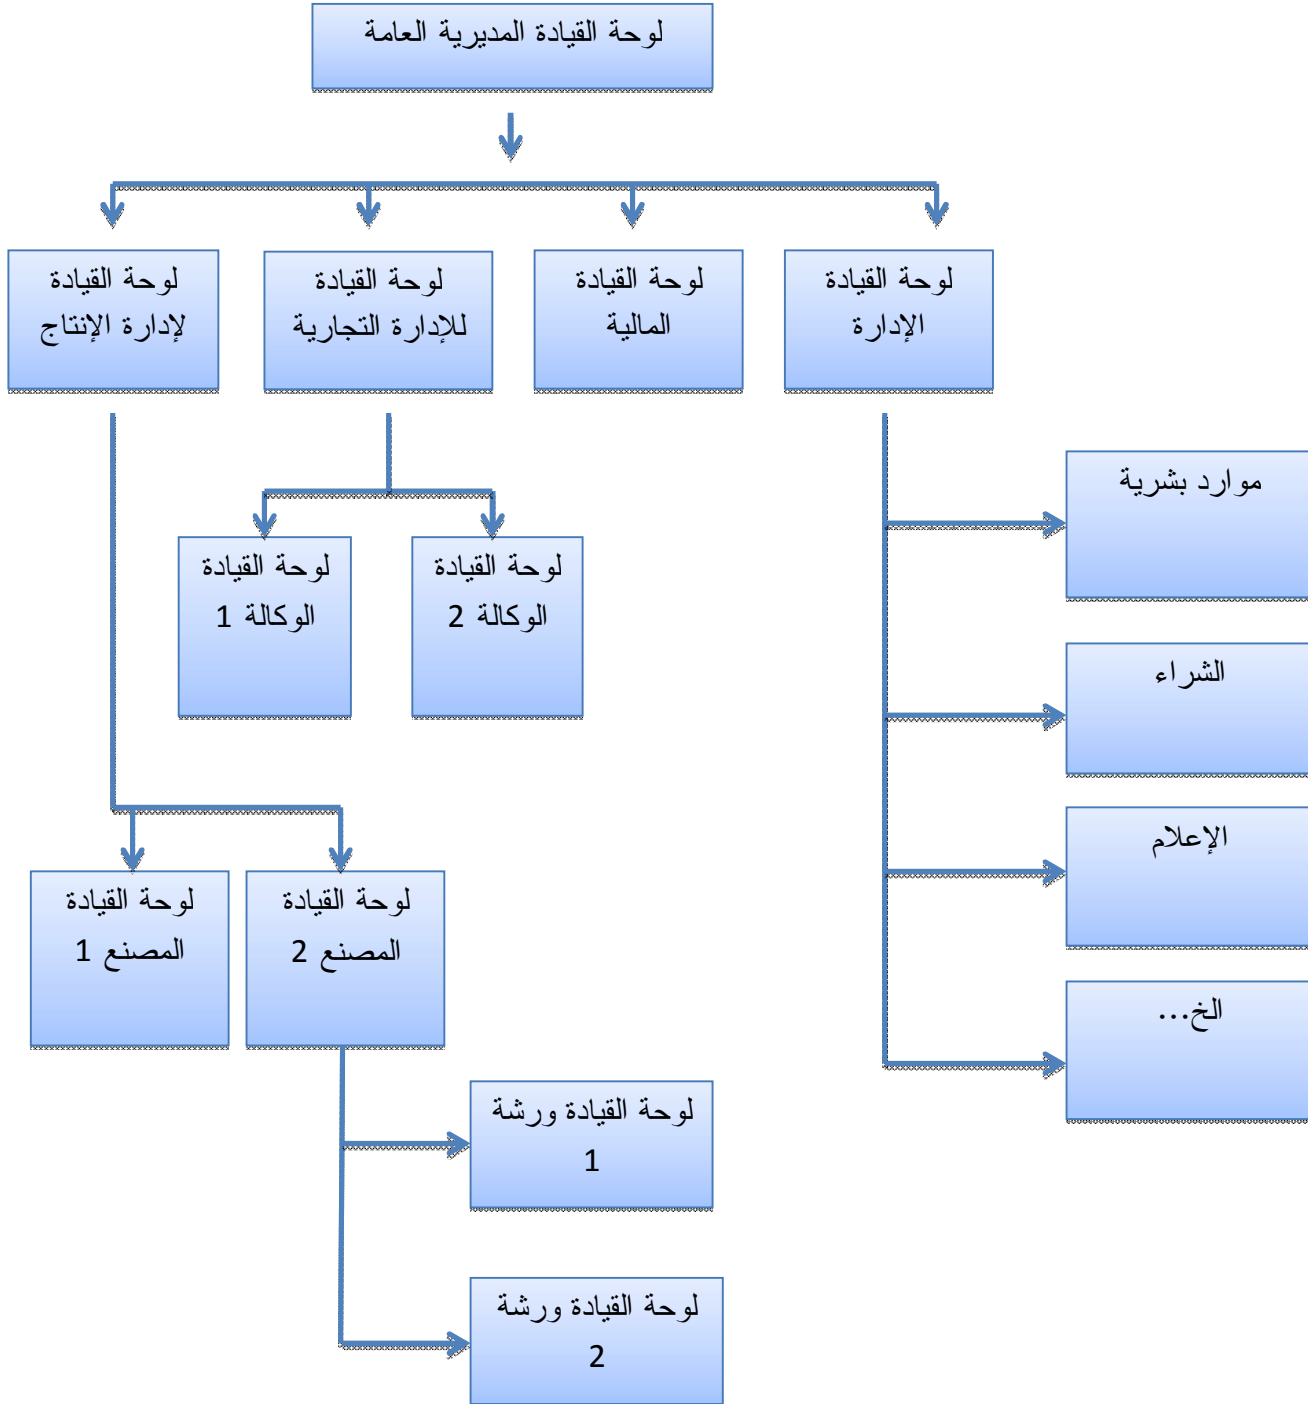 لوحة القيادة المديرية العامة
لوحة القيادة
الإدارة
لوحة القيادة
المالية
لوحة القيادة
للإدارة التجارية
لوحة القيادة
لإدارة الإنتاج
موارد بشرية
الشراء
الإعلام
الخ...
لوحة القيادة
الوكالة 2
لوحة القيادة
الوكالة 1
لوحة القيادة
المصنع 2
لوحة القيادة
المصنع 1
لوحة القيادة ورشة
1
لوحة القيادة ورشة
2